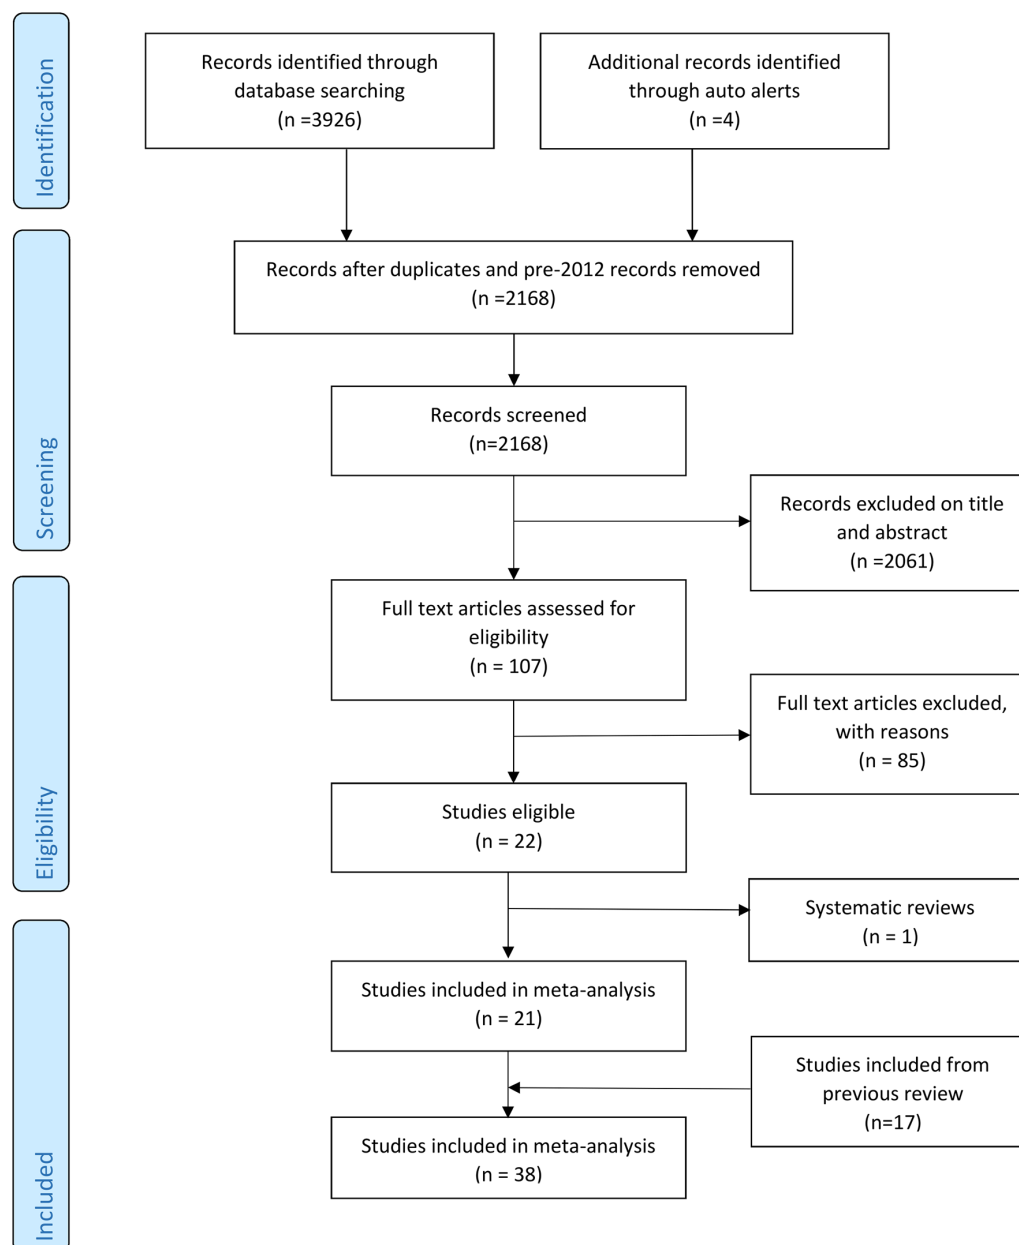 Identification
Records identified through
database searching
(n =3926)
Additional records identified
through auto alerts
(n =4)
Screening
Records after duplicates and pre-2012 records removed
(n =2168)
Records screened
(n=2168)
Records excluded on title
and abstract
(n =2061)
Eligibility
Full text articles assessed for
eligibility
(n = 107)
Full text articles excluded,
with reasons
(n = 85)
Studies eligible
(n = 22)
Systematic reviews
(n = 1)
Included
Studies included in meta-analysis
(n = 21)
Studies included from
previous review
(n=17)
Studies included in meta-analysis
(n = 38)